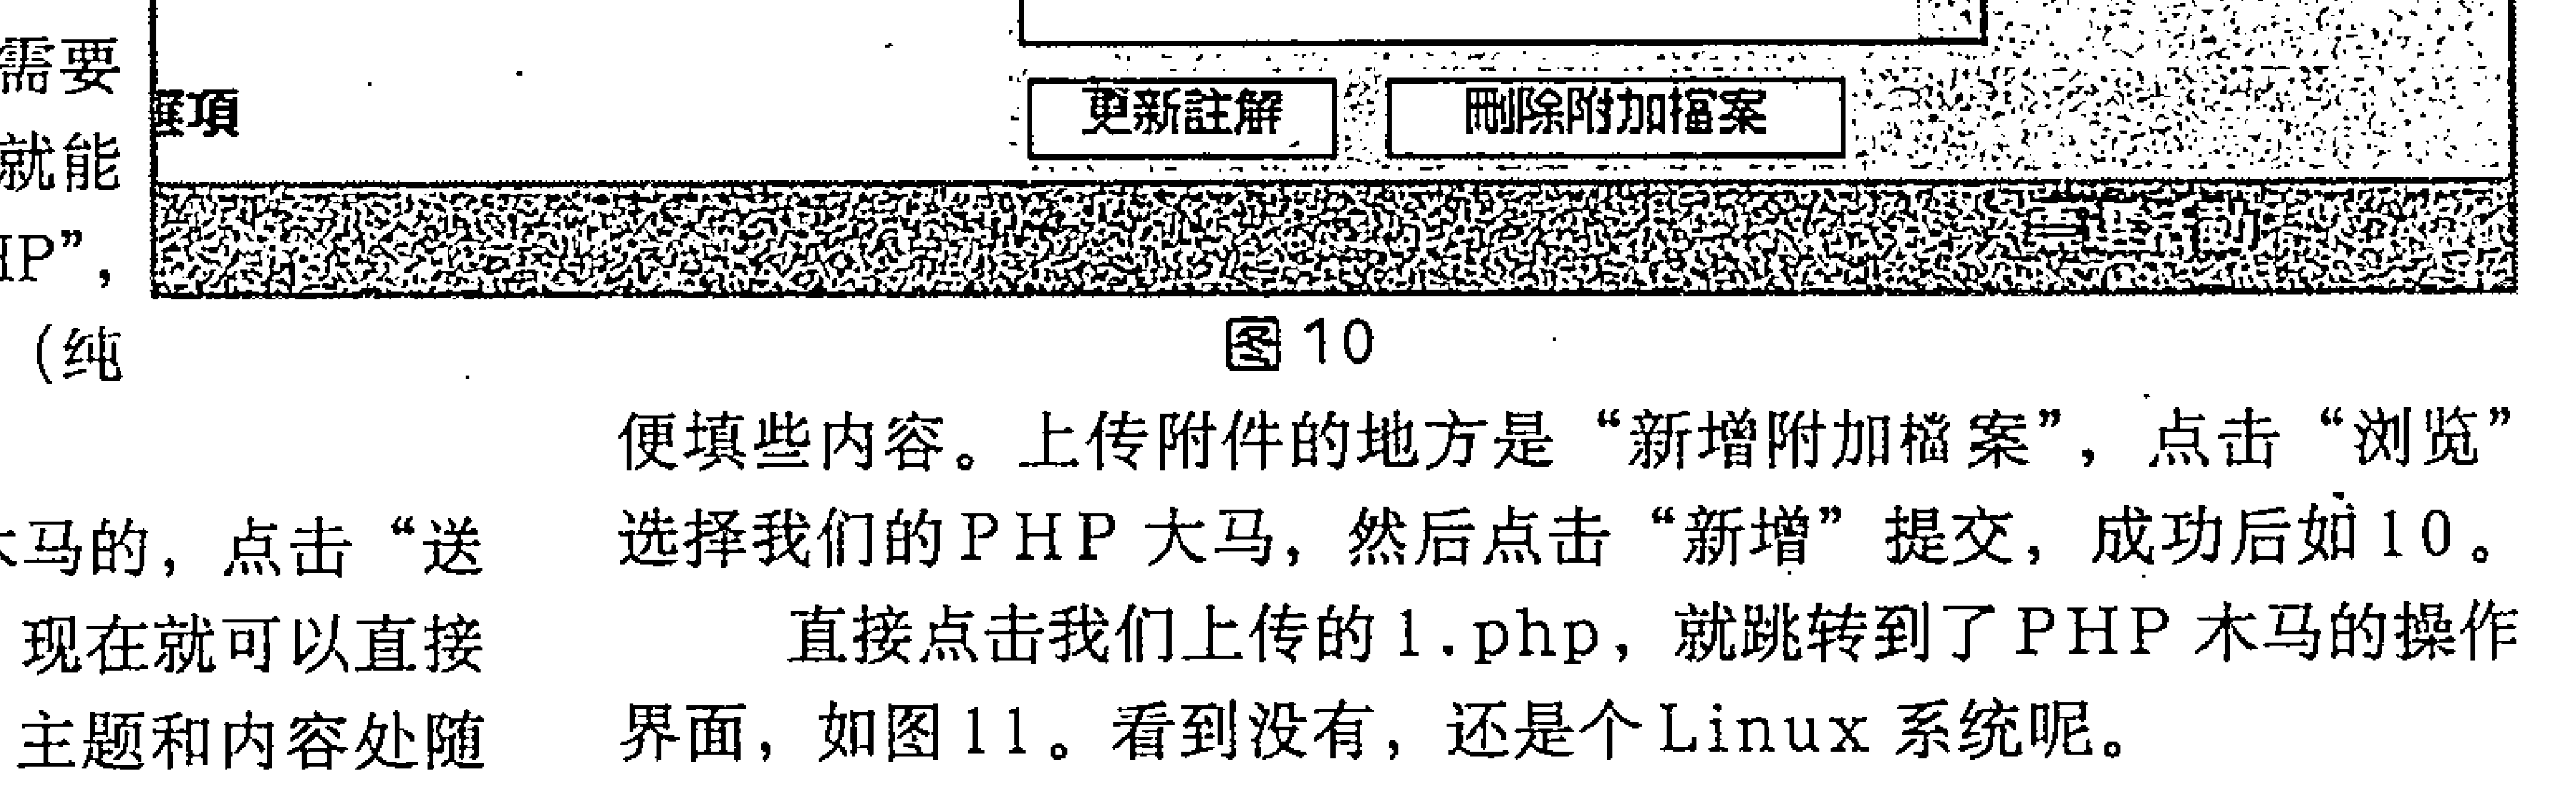 需要
就能
HP”，
（纯
木马的，点击“送
现在就可以直接
主题和内容处随
選項
更新註解
刪除附加檔案
图10
便填些内容。上传附件的地方是“新增附加檔案”，点击“浏览”
选择我们的PHP大马，然后点击“新增”提交，成功后如10。
直接点击我们上传的1.php，就跳转到了PHP木马的操作
界面，如图11。看到没有，还是个Linux系统呢。